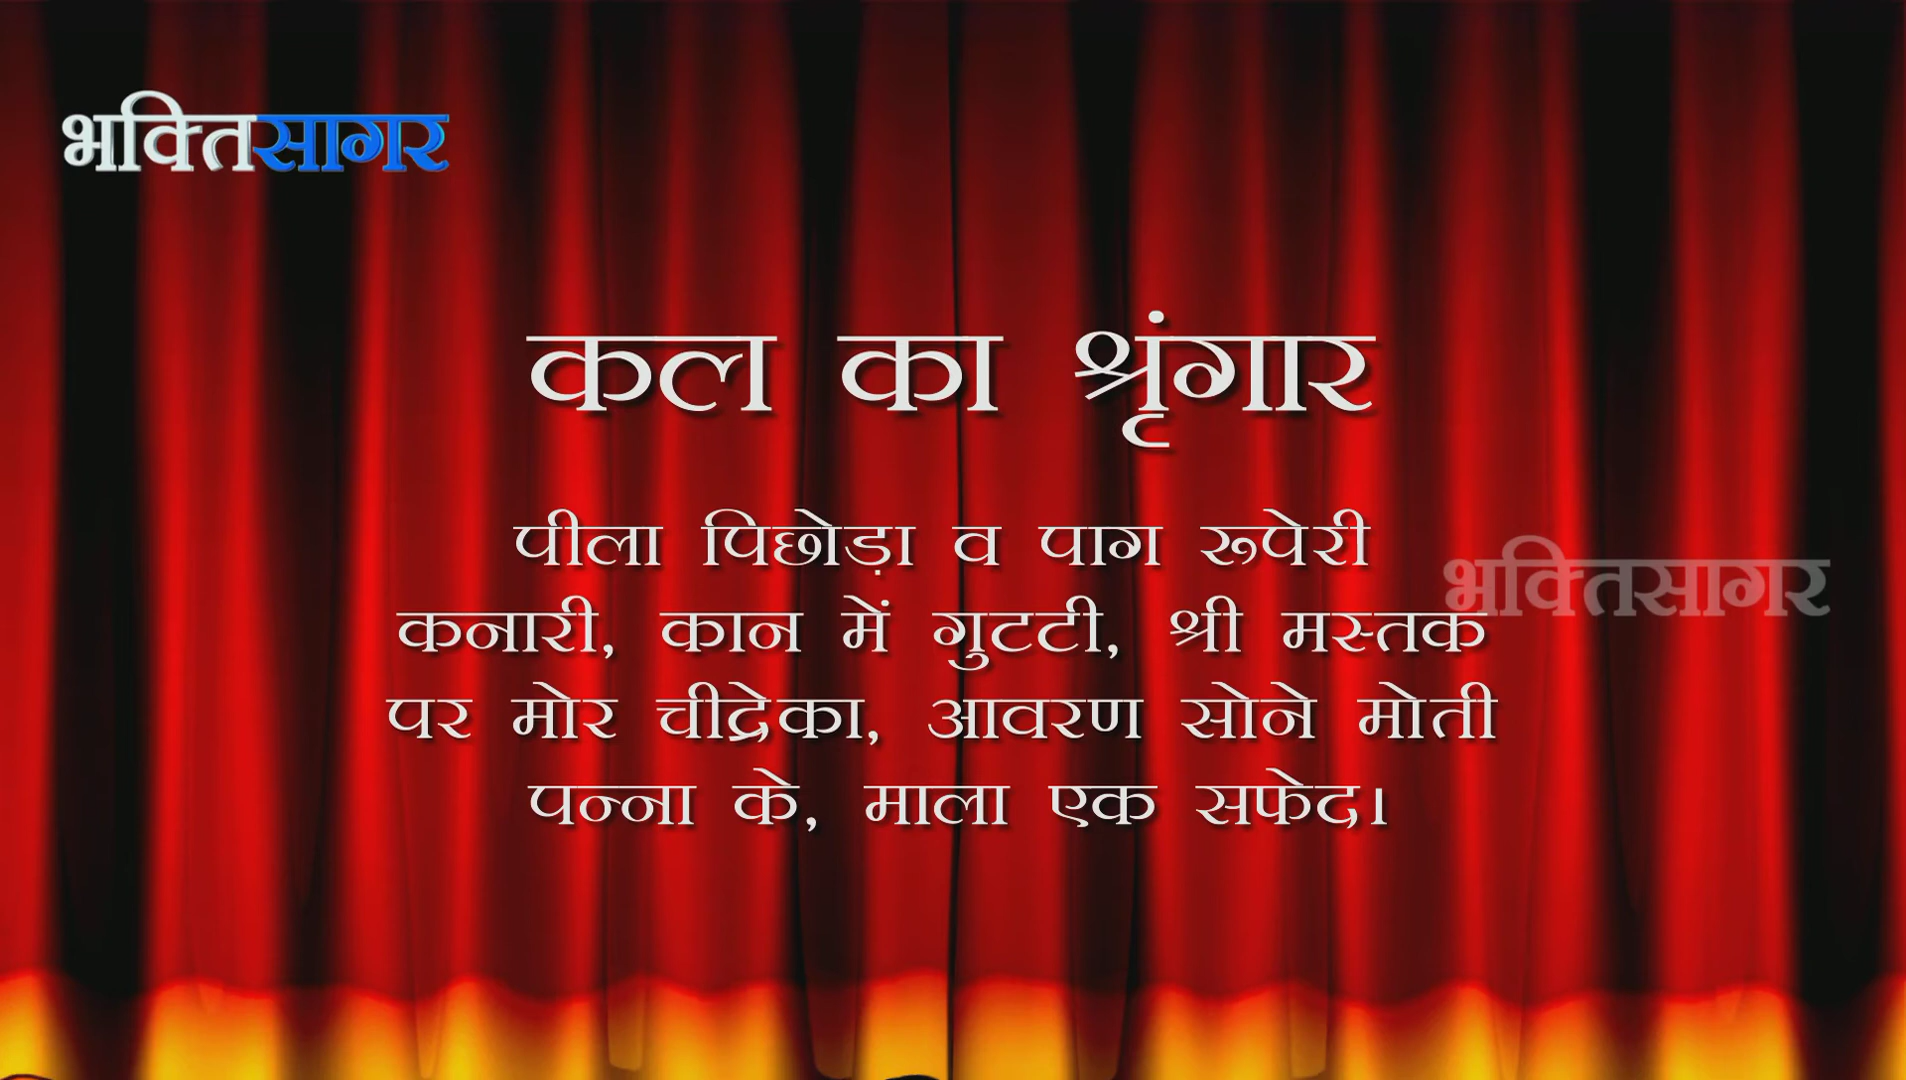 भक्तिसागर
कल का श्रृंगार
पीला पिछोड़ा व पाग रूपेरी
भक्तिसागर
कनारी, कान में गुटटी, श्री मस्तक
पर मोर चीद्रेका, आवरण सोने मोती
पन्ना के, माला एक सफेद।